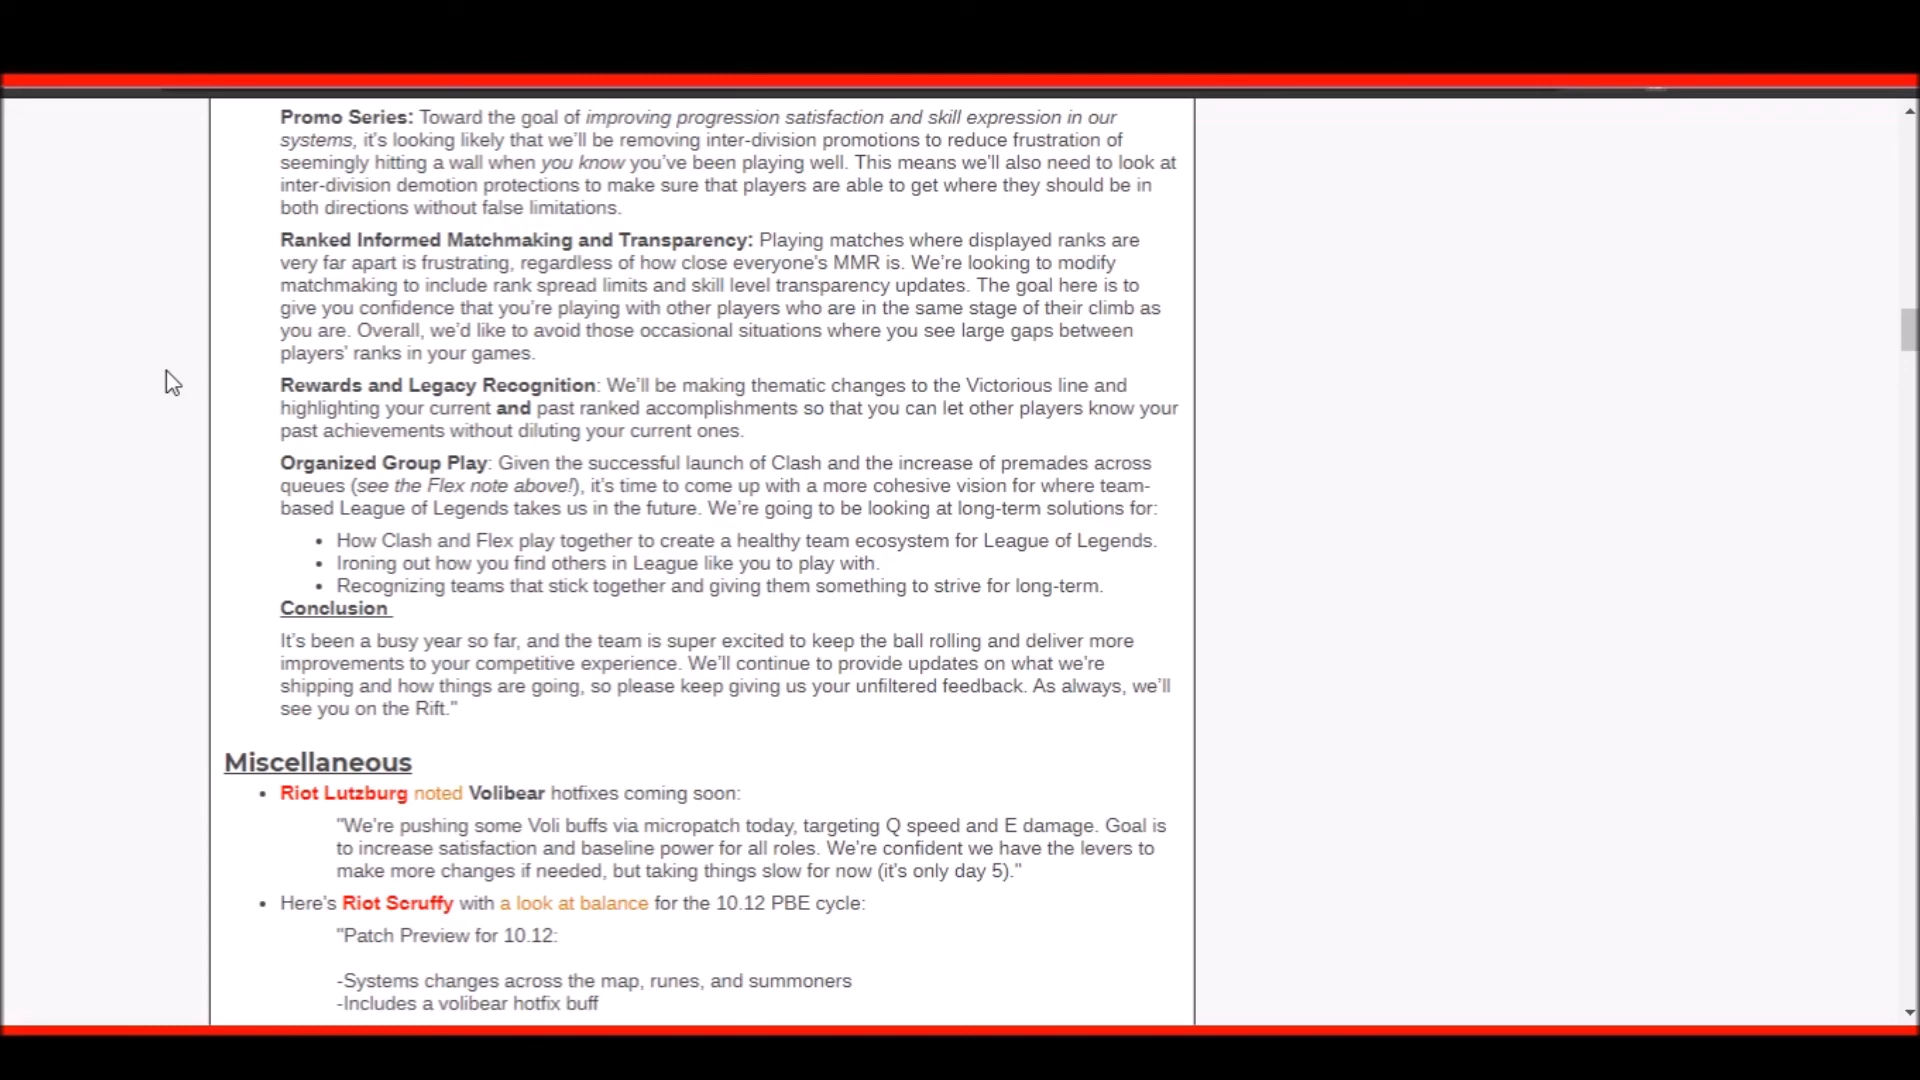 Promo Series: Toward the goal of improving progression satisfaction and skill expression in our
systems, it's looking likely that we’ll be removing inter-division promotions to reduce frustration of
seemingly hitting a wall when you know you’ve been playing well. This means we'll also need to look at
inter-division demotion protections to make sure that players are able to get where they should be in
both directions without false limitations.
Ranked Informed Matchmaking and Transparency: Playing matches where displayed ranks are
very far apart is frustrating, regardless of how close everyone's MMR is. We’re looking to modify
matchmaking to include rank spread limits and skill level transparency updates. The goal here is to
give you confidence that you’re playing with other players who are in the same stage of their climb as
you are. Overall, we’d like to avoid those occasional situations where you see large gaps between
players’ ranks in your games.
Rewards and Legacy Recognition: We’ll be making thematic changes to the Victorious line and
highlighting your current and past ranked accomplishments so that you can let other players know your
past achievements without diluting your current ones.
Organized Group Play: Given the successful launch of Clash and the increase of premades across
queues (see the Flex note above!), it’s time to come up with a more cohesive vision for where team-
based League of Legends takes us in the future. We’re going to be looking at long-term solutions for:
• How Clash and Flex play together to create a healthy team ecosystem for League of Legends.
• Ironing out how you find others in League like you to play with.
• Recognizing teams that stick together and giving them something to strive for long-term.
Conclusion
It’s been a busy year so far, and the team is super excited to keep the ball rolling and deliver more
improvements to your competitive experience. We’ll continue to provide updates on what we’re
shipping and how things are going, so please keep giving us your unfiltered feedback. As always, we’ll
see you on the Rift."
Miscellaneous
• Riot Lutzburg noted Volibear hotfixes coming soon:
"We're pushing some Voli buffs via micropatch today, targeting Q speed and E damage. Goal is
to increase satisfaction and baseline power for all roles. We're confident we have the levers to
make more changes if needed, but taking things slow for now (it's only day 5)."
• Here's Riot Scruffy with a look at balance for the 10.12 PBE cycle:
"Patch Preview for 10.12:
-Systems changes across the map, runes, and summoners
-Includes a volibear hotfix buff